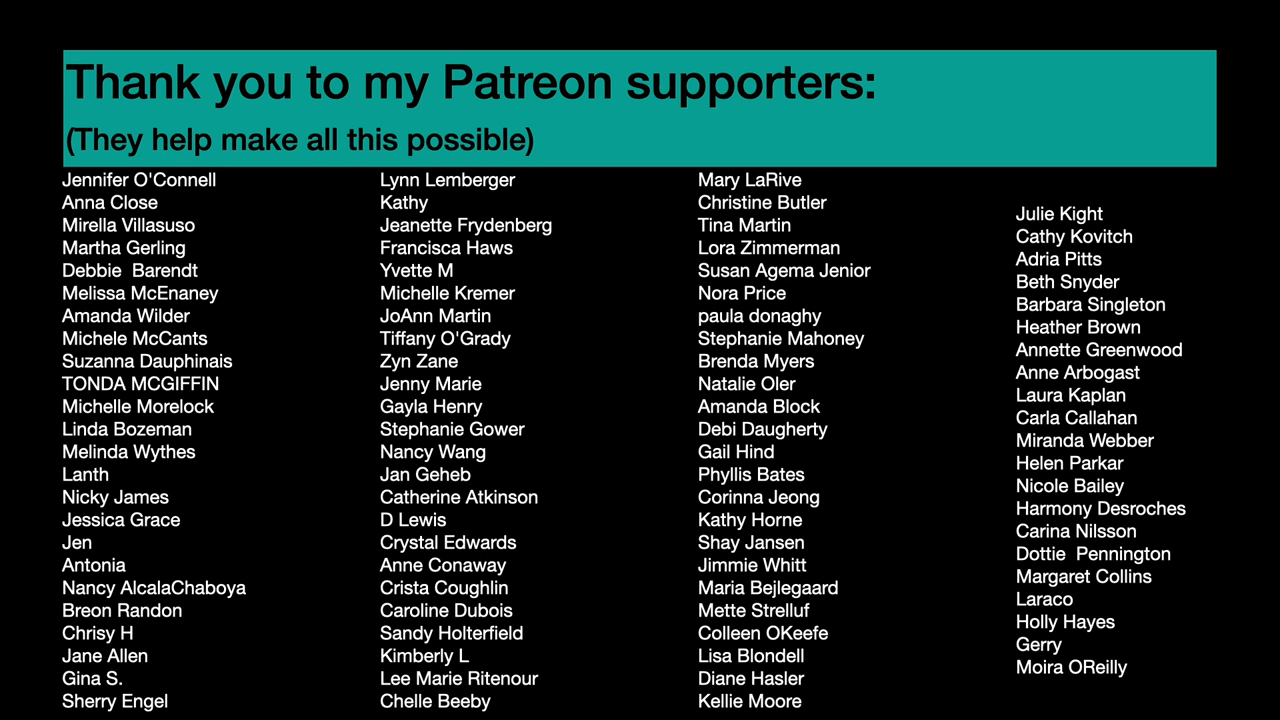 Thank you to my Patreon supporters:
(They help make all this possible)
Jennifer O'Connell
Anna Close
Mirella Villasuso
Martha Gerling
Debbie  Barendt
Melissa McEnaney
Amanda Wilder
Michele McCants
Suzanna Dauphinais
TONDA MCGIFFIN
Michelle Morelock
Linda Bozeman
Melinda Wythes
Lanth
Nicky James
Jessica Grace
Jen
Antonia
Nancy AlcalaChaboya
Breon Randon
Chrisy H
Jane Allen
Gina S.
Sherry Engel
Lynn Lemberger
Kathy
Jeanette Frydenberg
Francisca Haws
Yvette M
Michelle Kremer
JoAnn Martin
Tiffany O'Grady
Zyn Zane
Jenny Marie
Gayla Henry
Stephanie Gower
Nancy Wang
Jan Geheb
Catherine Atkinson
D Lewis
Crystal Edwards
Anne Conaway
Crista Coughlin
Caroline Dubois
Sandy Holterfield
Kimberly L
Lee Marie Ritenour
Chelle Beeby
Mary LaRive
Christine Butler
Tina Martin
Lora Zimmerman
Susan Agema Jenior
Nora Price
paula donaghy
Stephanie Mahoney
Brenda Myers
Natalie Oler
Amanda Block
Debi Daugherty
Gail Hind
Phyllis Bates
Corinna Jeong
Kathy Horne
Shay Jansen
Jimmie Whitt
Maria Bejlegaard
Mette Strelluf
Colleen OKeefe
Lisa Blondell
Diane Hasler
Kellie Moore
Julie Kight
Cathy Kovitch
Adria Pitts
Beth Snyder
Barbara Singleton
Heather Brown
Annette Greenwood
Anne Arbogast
Laura Kaplan
Carla Callahan
Miranda Webber
Helen Parkar
Nicole Bailey
Harmony Desroches
Carina Nilsson
Dottie  Pennington
Margaret Collins
Laraco
Holly Hayes
Gerry
Moira OReilly